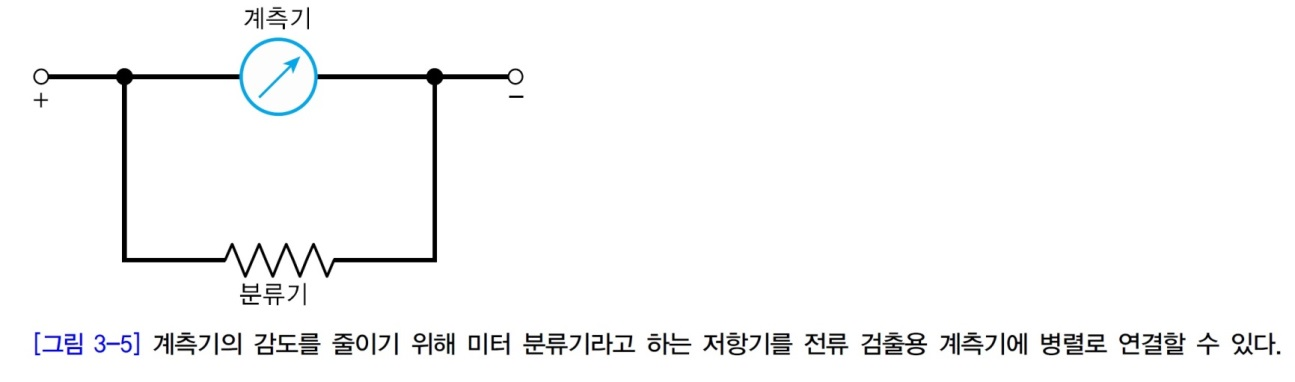 계측기
+
−
분류기
[그림 3-5] 계측기의 감도를 줄이기 위해 미터 분류기라고 하는 저항기를 전류 검출용 계측기에 병렬로 연결할 수 있다.